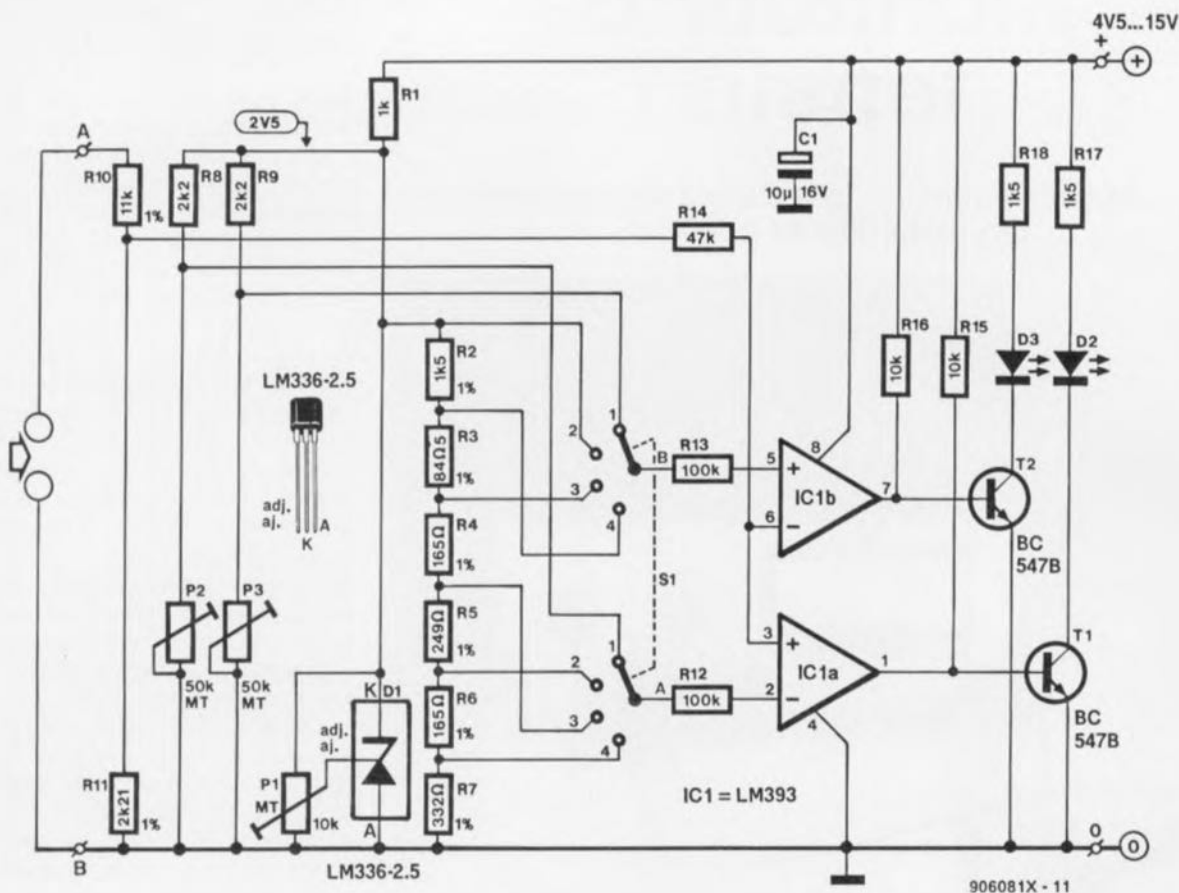 4V5...15V
+
+
R1
1k
2V5
A
R10
11k
1%
R8
2k2
R9
2k2
C1
10µ 16V
R18
1k5
R17
1k5
R14
47k
R16
10k
R15
10k
D3
D2
LM336-2.5
adj.
aj.
A
K
R2
1k5
1%
R3
84Ω5
1%
R4
165Ω
1%
R5
249Ω
1%
R6
165Ω
1%
R7
332Ω
1%
1
2
3
4
B
R13
100k
5
+
6
−
8
IC1b
7
T2
BC
547B
S1
1
2
3
4
A
R12
100k
3
+
2
−
4
IC1a
1
T1
BC
547B
P2
50k
MT
P3
50k
MT
K
D1
adj.
aj.
A
P1
MT
10k
R11
2k21
1%
IC1 = LM393
B
LM336-2.5
0
0
906081X - 11